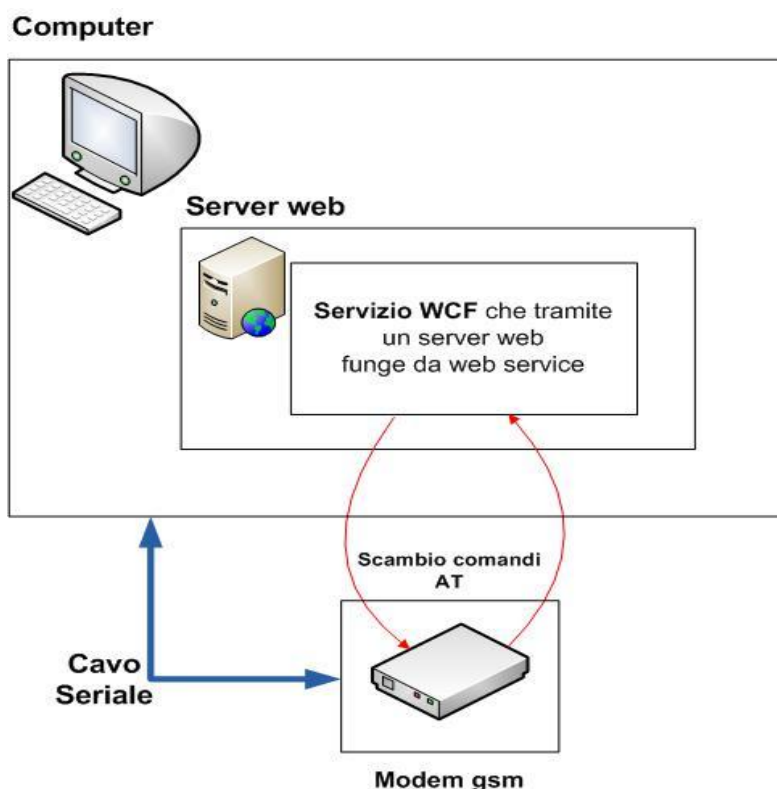 Computer
Server web
Servizio WCF che tramite
un server web
funge da web service
Scambio comandi
AT
Cavo
Seriale
Modem gsm